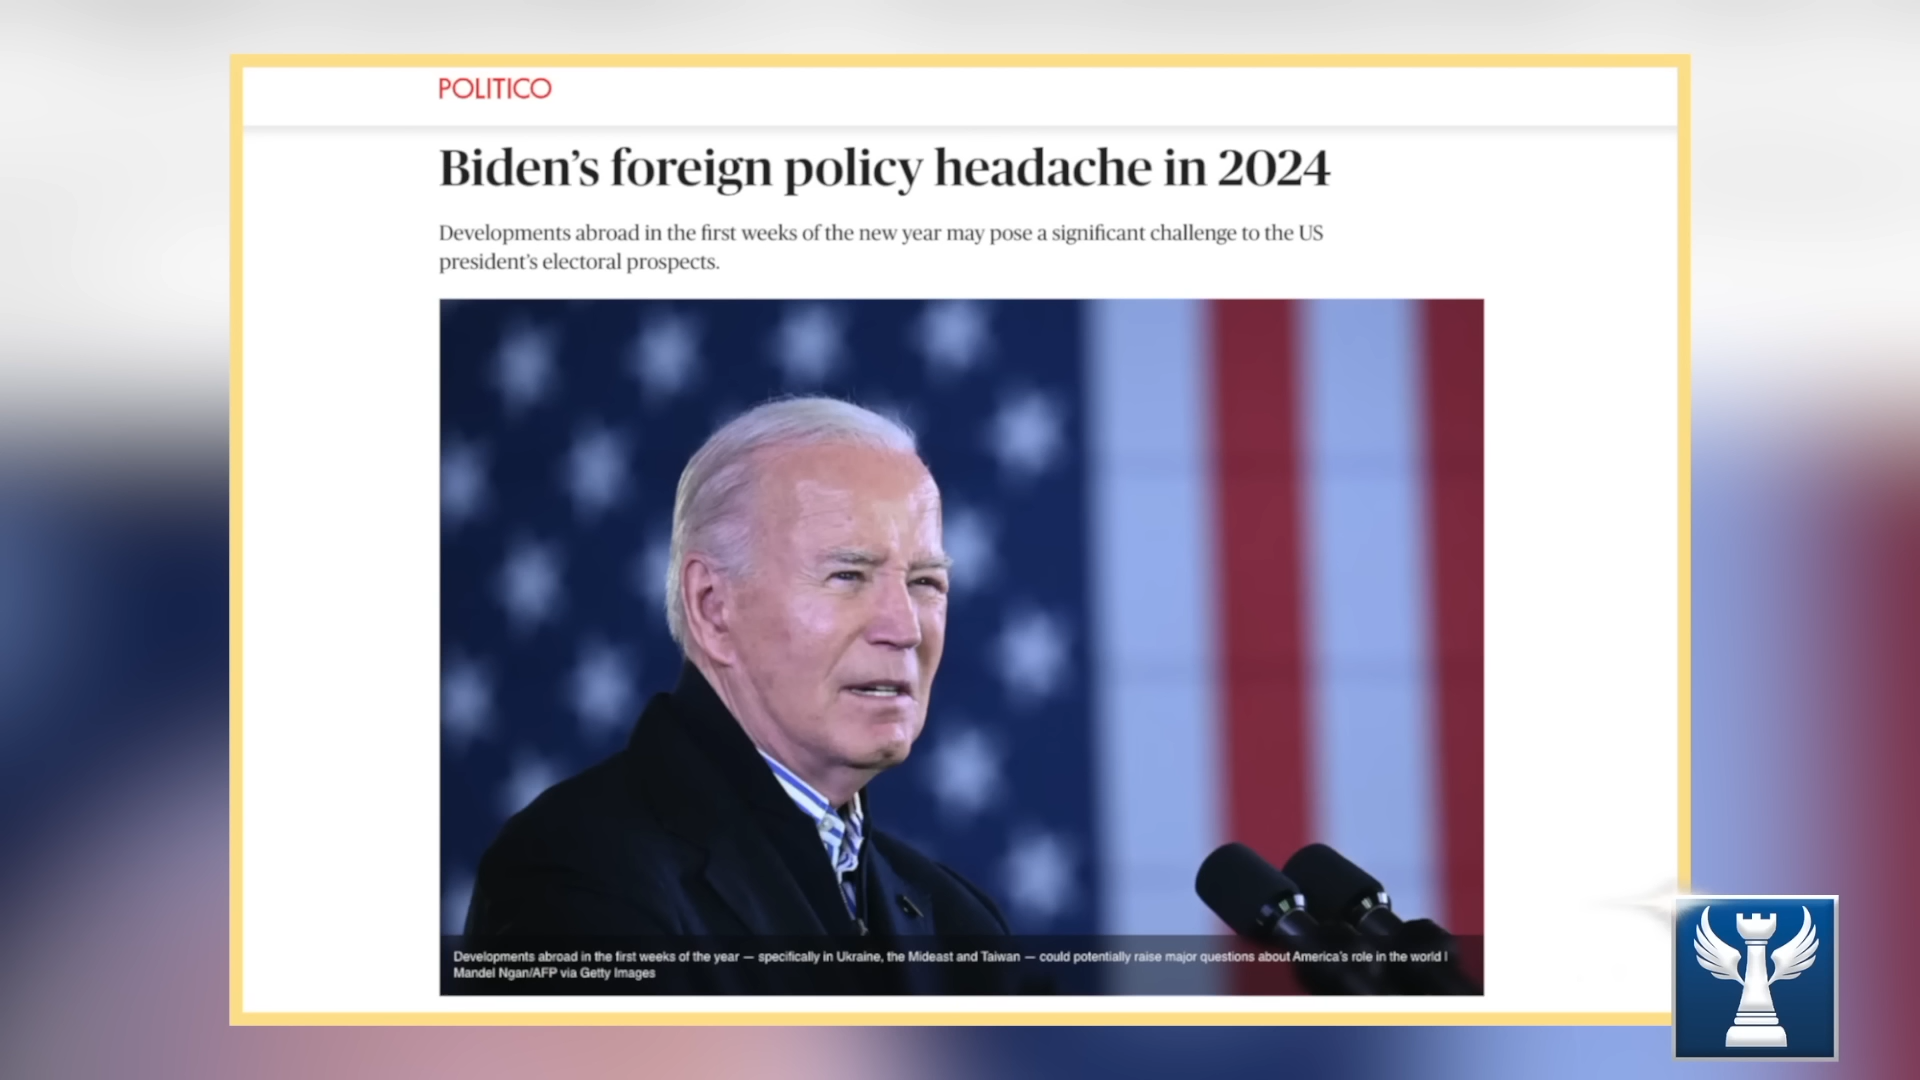 POLITICO
Biden’s foreign policy headache in 2024
Developments abroad in the first weeks of the new year may pose a significant challenge to the US
president’s electoral prospects.
Developments abroad in the first weeks of the year — specifically in Ukraine, the Mideast and Taiwan — could potentially raise major questions about America’s role in the world |
Mandel Ngan/AFP via Getty Images